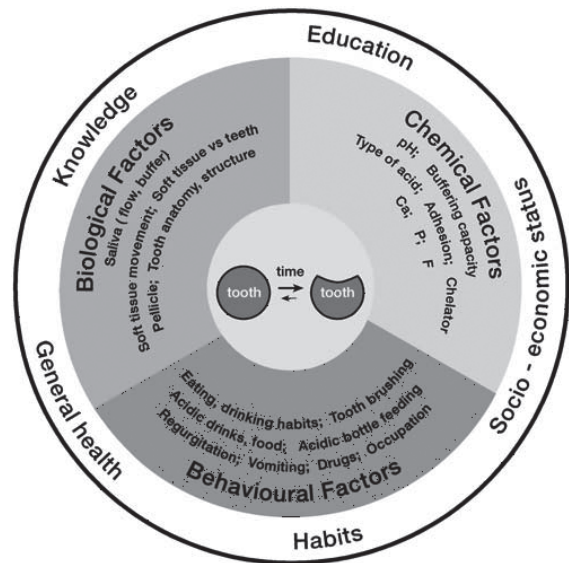 Education
Knowledge
Socio - economic status
General health
Habits
Biological Factors
Saliva ( flow, buffer)
Soft tissue movement; Soft tissue vs teeth
Pellicle; Tooth anatomy, structure
Chemical Factors
pH; Buffering capacity
Type of acid; Adhesion; Chelator
Ca; P; F
time
tooth
tooth
Eating, drinking habits; Tooth brushing
Acidic drinks, food; Acidic bottle feeding
Regurgitation; Vomiting; Drugs; Occupation
Behavioural Factors